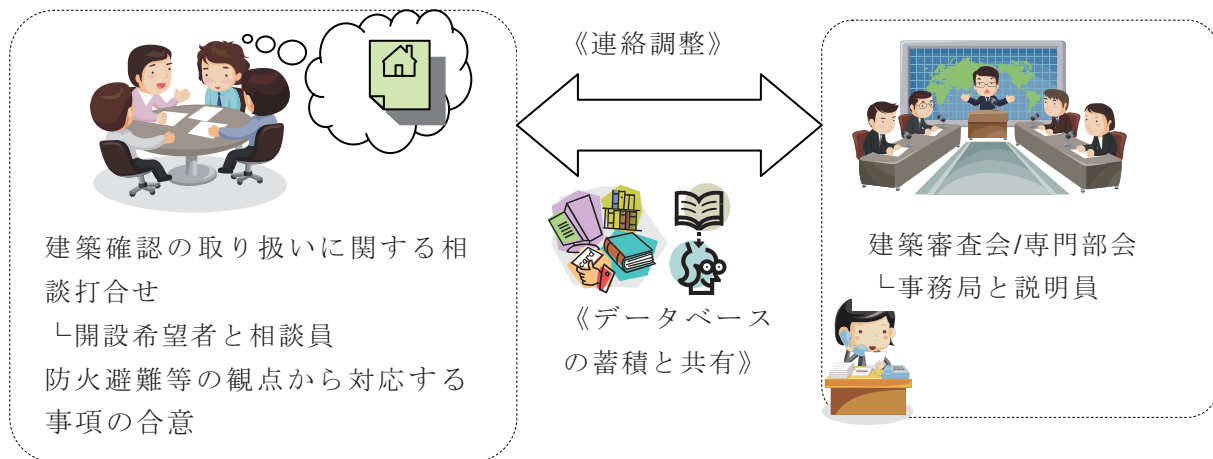 建築確認の取り扱いに関する相
談打合せ
└開設希望者と相談員
防火避難等の観点から対応する
事項の合意
《連絡調整》
card
《データベース
の蓄積と共有》
建築審査会/専門部会
└事務局と説明員